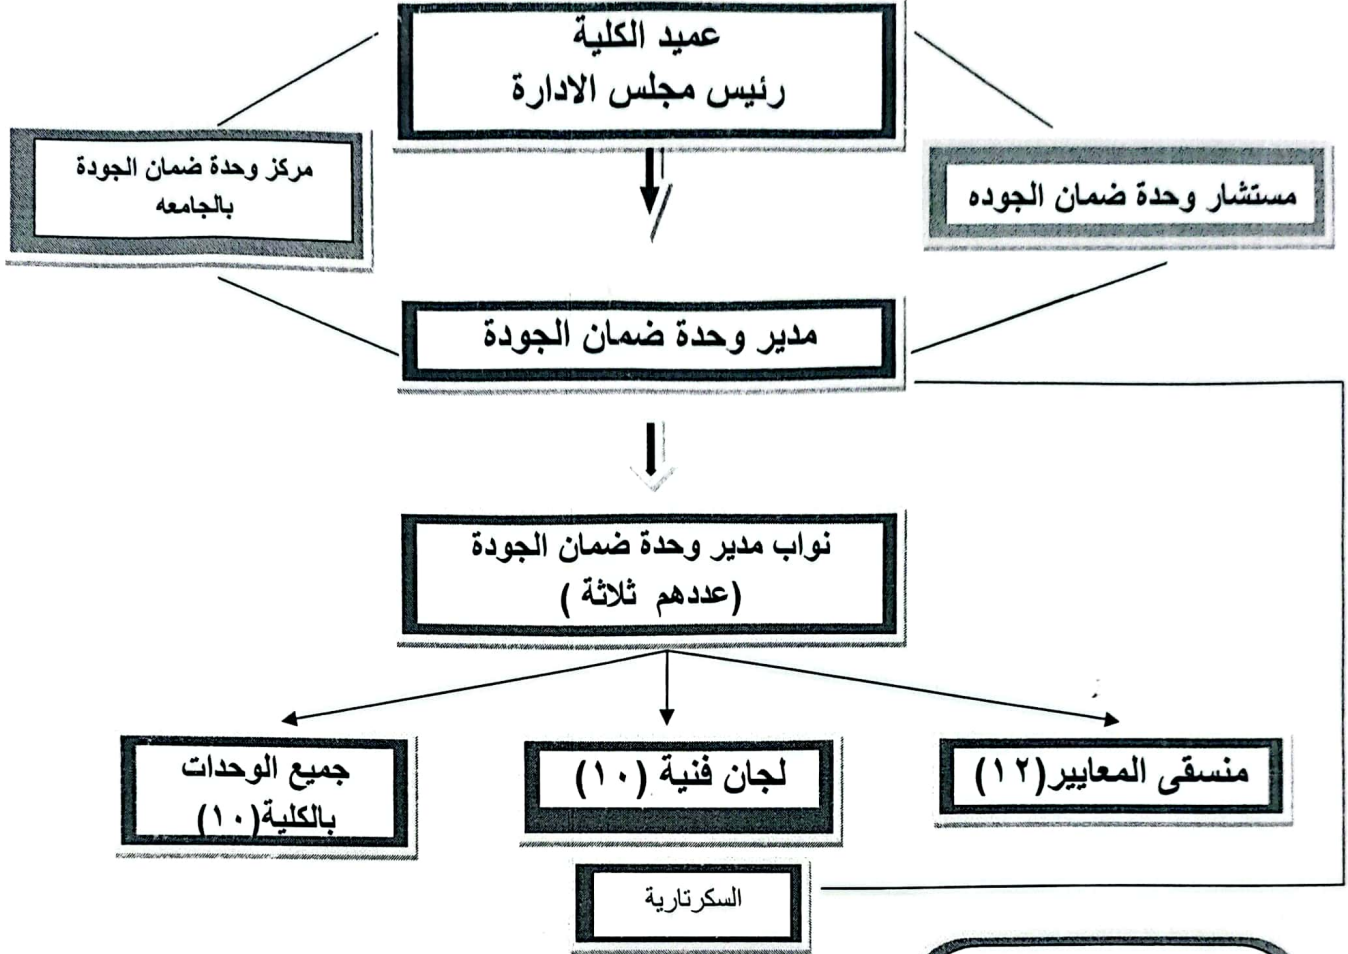 عميد الكلية
رئيس مجلس الادارة
مستشار وحدة ضمان الجوده
مركز وحدة ضمان الجودة
بالجامعه
مدير وحدة ضمان الجودة
نواب مدير وحدة ضمان الجودة
(عددهم ثلاثة )
منسقى المعايير(١٢)
لجان فنية (١٠)
جميع الوحدات
بالكلية(١٠)
السكرتارية